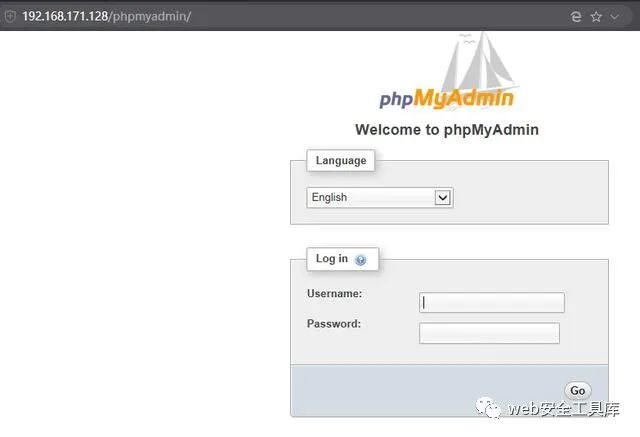 192.168.171.128/phpmyadmin/
phpMyAdmin
Welcome to phpMyAdmin
Language
English
Log in
Username:
Password:
Go
web安全工具库